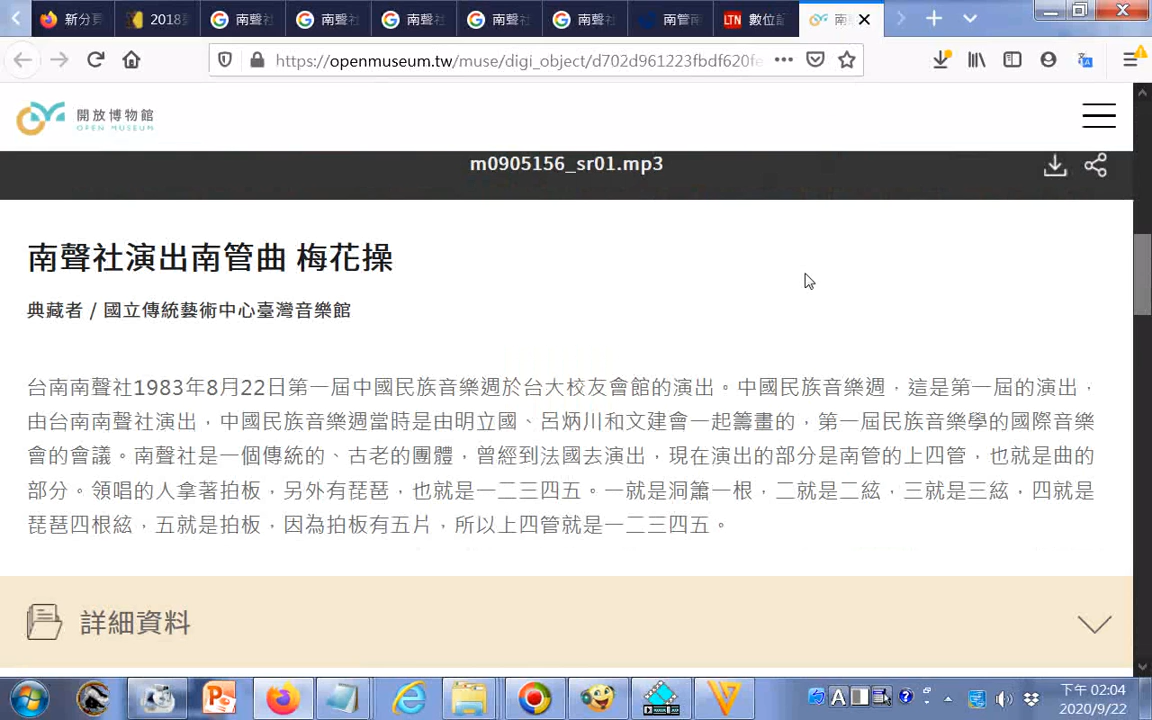 新分頁
2018
南聲社
南聲社
南聲社
南聲社
南聲社
南管
LTN 數位
南
https://openmuseum.tw/muse/digi_object/d702d961223fbdf620fe
開放博物館
OPEN MUSEUM
m0905156_sr01.mp3
南聲社演出南管曲 梅花操
典藏者 / 國立傳統藝術中心臺灣音樂館
台南南聲社1983年8月22日第一屆中國民族音樂週於台大校友會館的演出。中國民族音樂週，這是第一屆的演出，
由台南南聲社演出，中國民族音樂週當時是由明立國、呂炳川和文建會一起籌畫的，第一屆民族音樂學的國際音樂
會的會議。南聲社是一個傳統的、古老的團體，曾經到法國去演出，現在演出的部分是南管的上四管，也就是曲的
部分。領唱的人拿著拍板，另外有琵琶，也就是一二三四五。一就是洞簫一根，二就是二絃，三就是三絃，四就是
琵琶四根絃，五就是拍板，因為拍板有五片，所以上四管就是一二三四五。
詳細資料
下午 02:04
2020/9/22